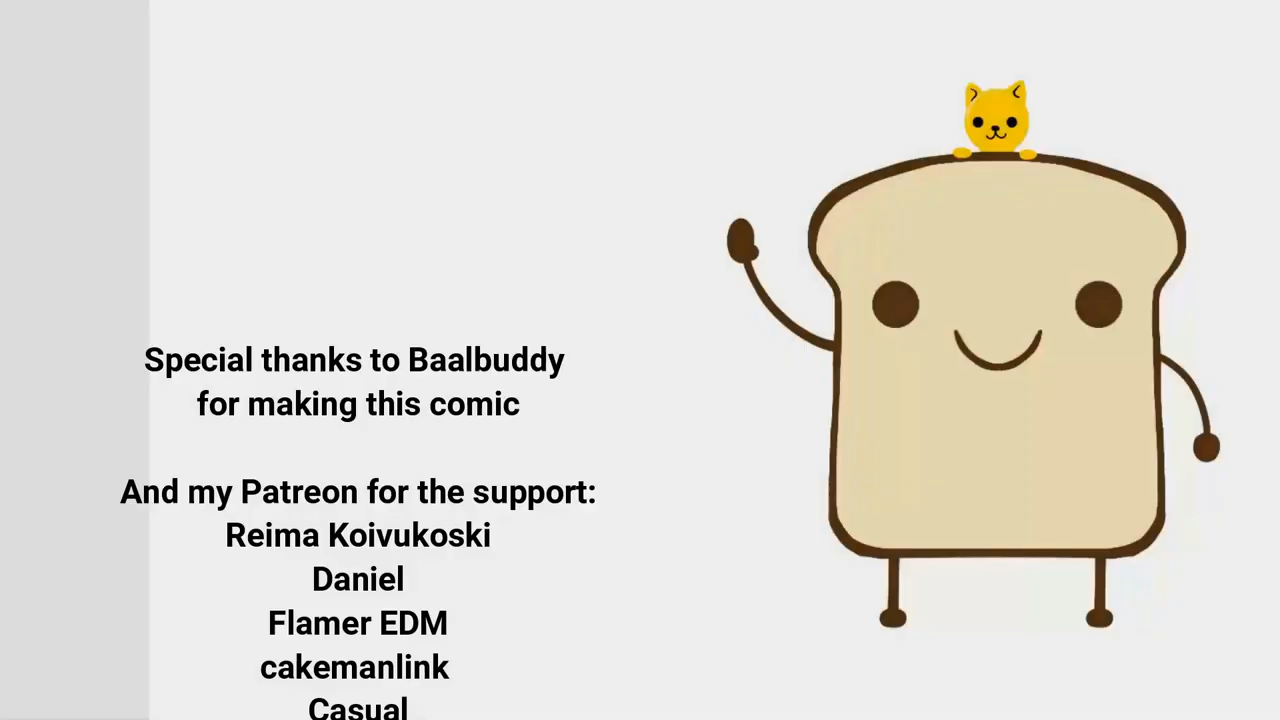 Special thanks to Baalbuddy
for making this comic
And my Patreon for the support:
Reima Koivukoski
Daniel
Flamer EDM
cakemanlink
Casual